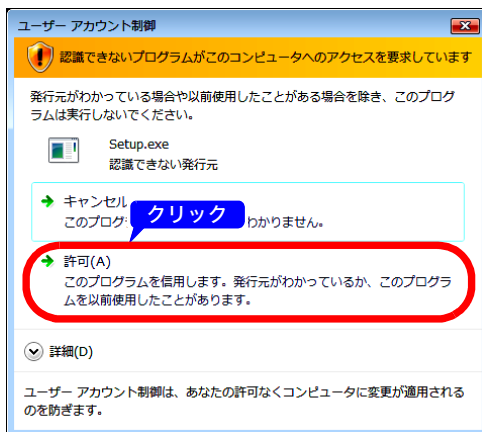 ユーザー アカウント制御
認識できないプログラムがこのコンピュータへのアクセスを要求しています
発行元がわかっている場合や以前使用したことがある場合を除き、このプログ
ラムは実行しないでください。
Setup.exe
認識できない発行元
キャンセル
このプログ
わかりません。
クリック
許可(A)
このプログラムを信用します。発行元がわかっているか、このプログラ
ムを以前使用したことがあります。
詳細(D)
ユーザー アカウント制御は、あなたの許可なくコンピュータに変更が適用される
のを防ぎます。